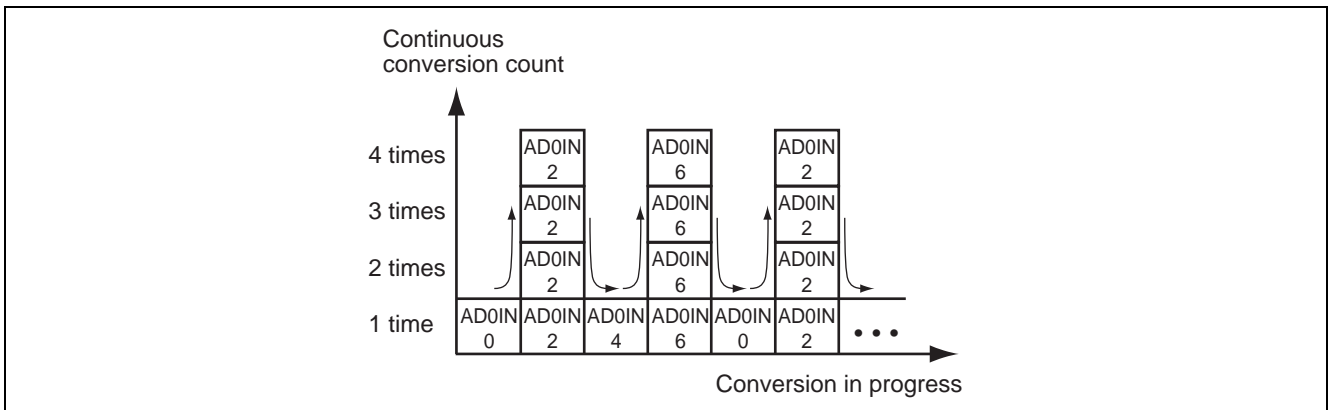 Continuous
conversion count
4 times
AD0IN AD0IN AD0IN
2 6 2
3 times
AD0IN AD0IN AD0IN
2 6 2
2 times
AD0IN AD0IN AD0IN
2 6 2
1 time
AD0IN AD0IN AD0IN AD0IN AD0IN AD0IN •••
0 2 4 6 0 2
Conversion in progress